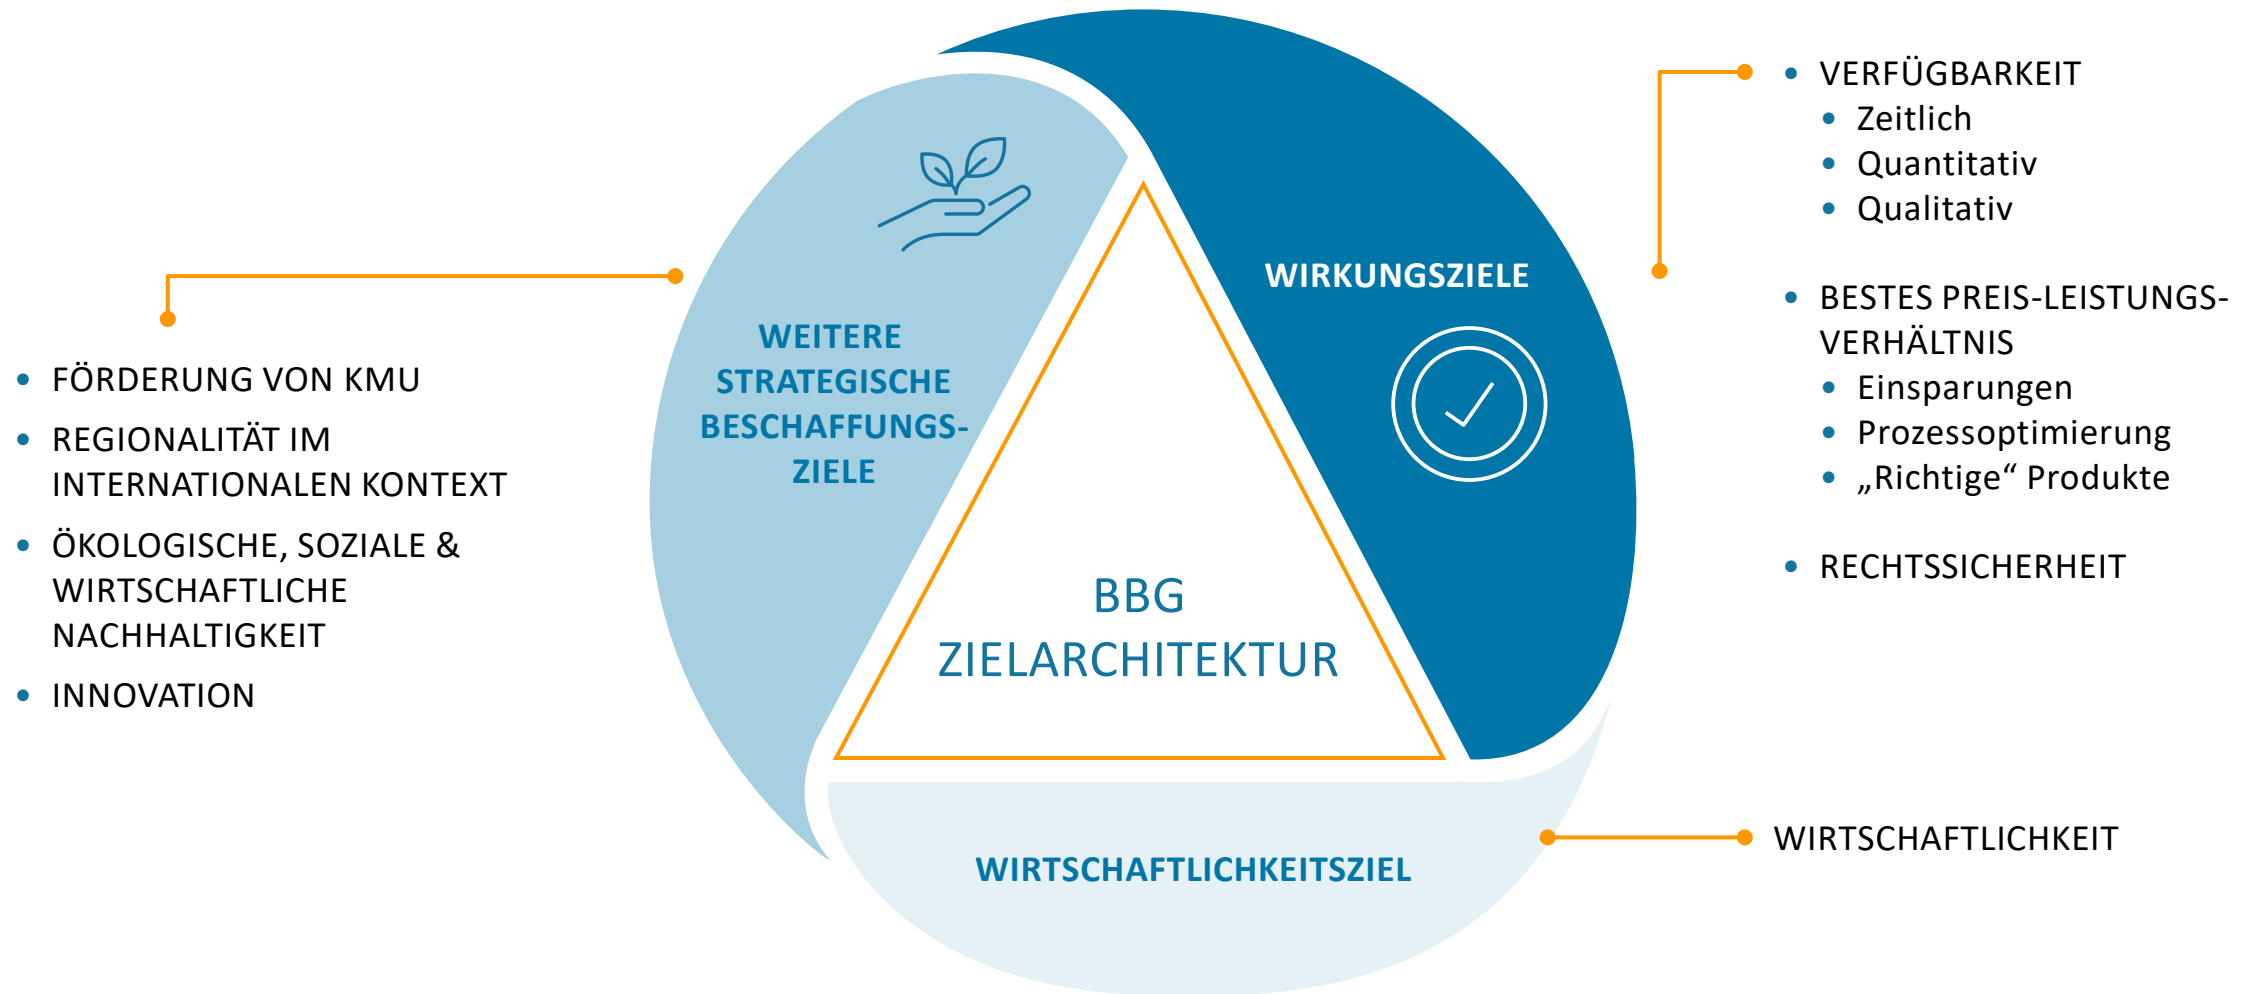 • FÖRDERUNG VON KMU
• REGIONALITÄT IM
INTERNATIONALEN KONTEXT
• ÖKOLOGISCHE, SOZIALE &
WIRTSCHAFTLICHE
NACHHALTIGKEIT
• INNOVATION
WEITERE
STRATEGISCHE
BESCHAFFUNGS-
ZIELE
BBG
ZIELARCHITEKTUR
WIRKUNGSZIELE
WIRTSCHAFTLICHKEITSZIEL
• VERFÜGBARKEIT
• Zeitlich
• Quantitativ
• Qualitativ
• BESTES PREIS-LEISTUNGS-
VERHÄLTNIS
• Einsparungen
• Prozessoptimierung
• „Richtige“ Produkte
• RECHTSSICHERHEIT
WIRTSCHAFTLICHKEIT